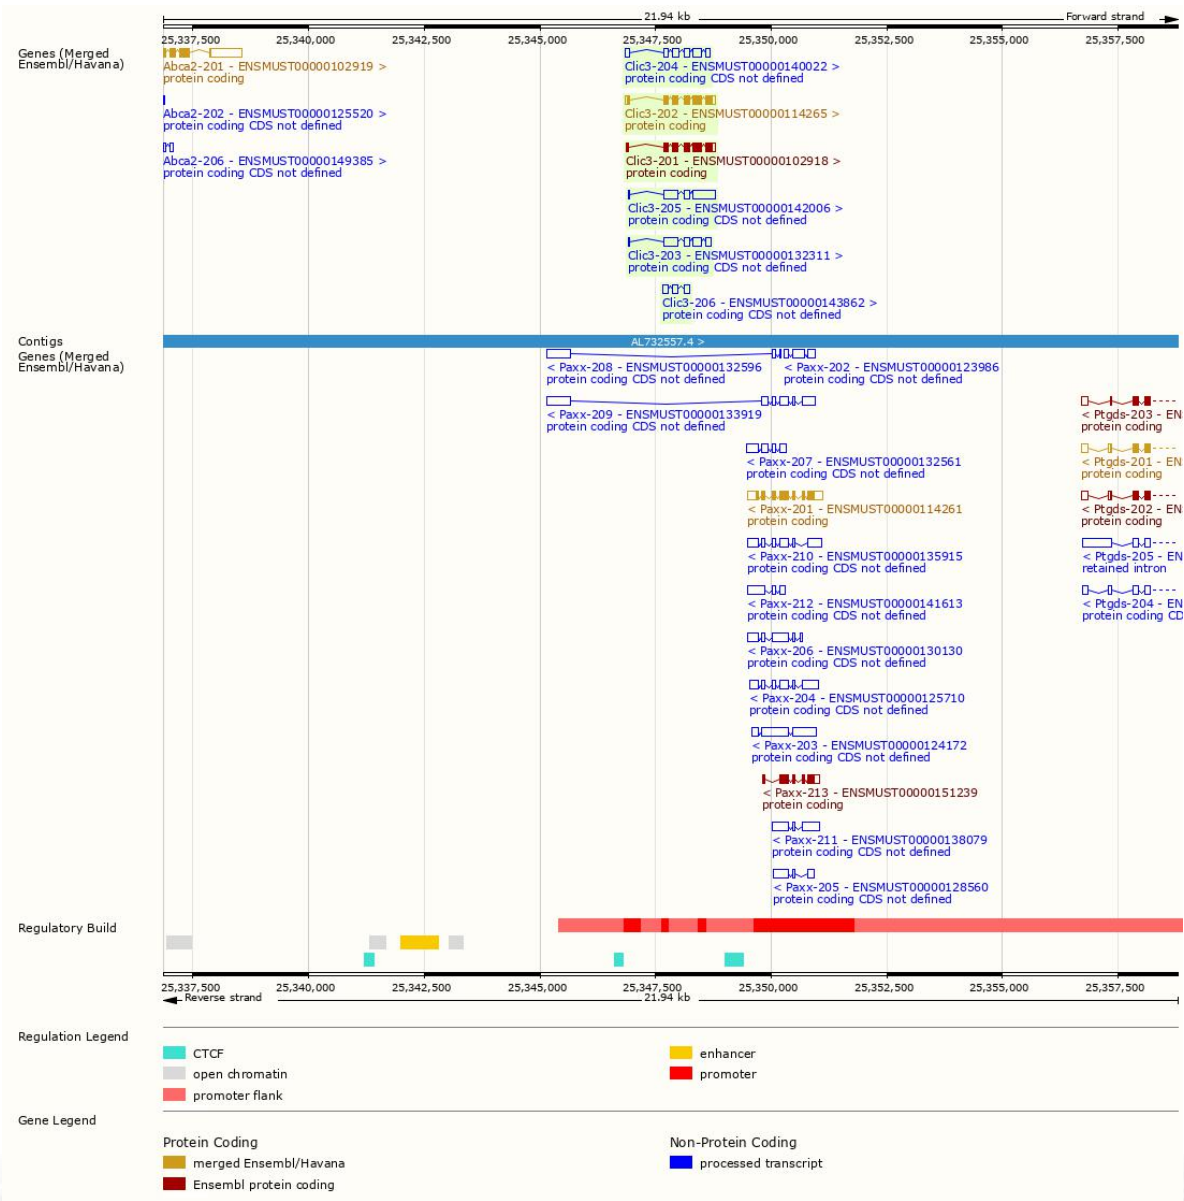 21.94 kb Forward strand
25,337,500 25,340,000 25,342,500 25,345,000 25,347,500 25,350,000 25,352,500 25,355,000 25,357,500
Genes (Merged
Ensembl/Havana)
Abca2-201 - ENSMUST00000102919 >
protein coding
Abca2-202 - ENSMUST00000125520 >
protein coding CDS not defined
Abca2-206 - ENSMUST00000149385 >
protein coding CDS not defined
Clic3-204 - ENSMUST00000140022 >
protein coding CDS not defined
Clic3-202 - ENSMUST00000114265 >
protein coding
Clic3-201 - ENSMUST00000102918 >
protein coding
Clic3-205 - ENSMUST00000142006 >
protein coding CDS not defined
Clic3-203 - ENSMUST00000132311 >
protein coding CDS not defined
Clic3-206 - ENSMUST00000143862 >
protein coding CDS not defined
Contigs
AL732557.4 >
Genes (Merged
Ensembl/Havana)
< Paxx-208 - ENSMUST00000132596
protein coding CDS not defined
< Paxx-202 - ENSMUST00000123986
protein coding CDS not defined
< Paxx-209 - ENSMUST00000133919
protein coding CDS not defined
< Ptgds-203 - EN
protein coding
< Paxx-207 - ENSMUST00000132561
protein coding CDS not defined
< Ptgds-201 - EN
protein coding
< Paxx-201 - ENSMUST00000114261
protein coding
< Ptgds-202 - EN
protein coding
< Paxx-210 - ENSMUST00000135915
protein coding CDS not defined
< Ptgds-205 - EN
retained intron
< Paxx-212 - ENSMUST00000141613
protein coding CDS not defined
< Ptgds-204 - EN
protein coding CD
< Paxx-206 - ENSMUST00000130130
protein coding CDS not defined
< Paxx-204 - ENSMUST00000125710
protein coding CDS not defined
< Paxx-203 - ENSMUST00000124172
protein coding CDS not defined
< Paxx-213 - ENSMUST00000151239
protein coding
< Paxx-211 - ENSMUST00000138079
protein coding CDS not defined
< Paxx-205 - ENSMUST00000128560
protein coding CDS not defined
Regulatory Build
25,337,500 25,340,000 25,342,500 25,345,000 25,347,500 25,350,000 25,352,500 25,355,000 25,357,500
Reverse strand 21.94 kb
Regulation Legend
CTCF
enhancer
open chromatin
promoter
promoter flank
Gene Legend
Protein Coding
Non-Protein Coding
merged Ensembl/Havana
processed transcript
Ensembl protein coding